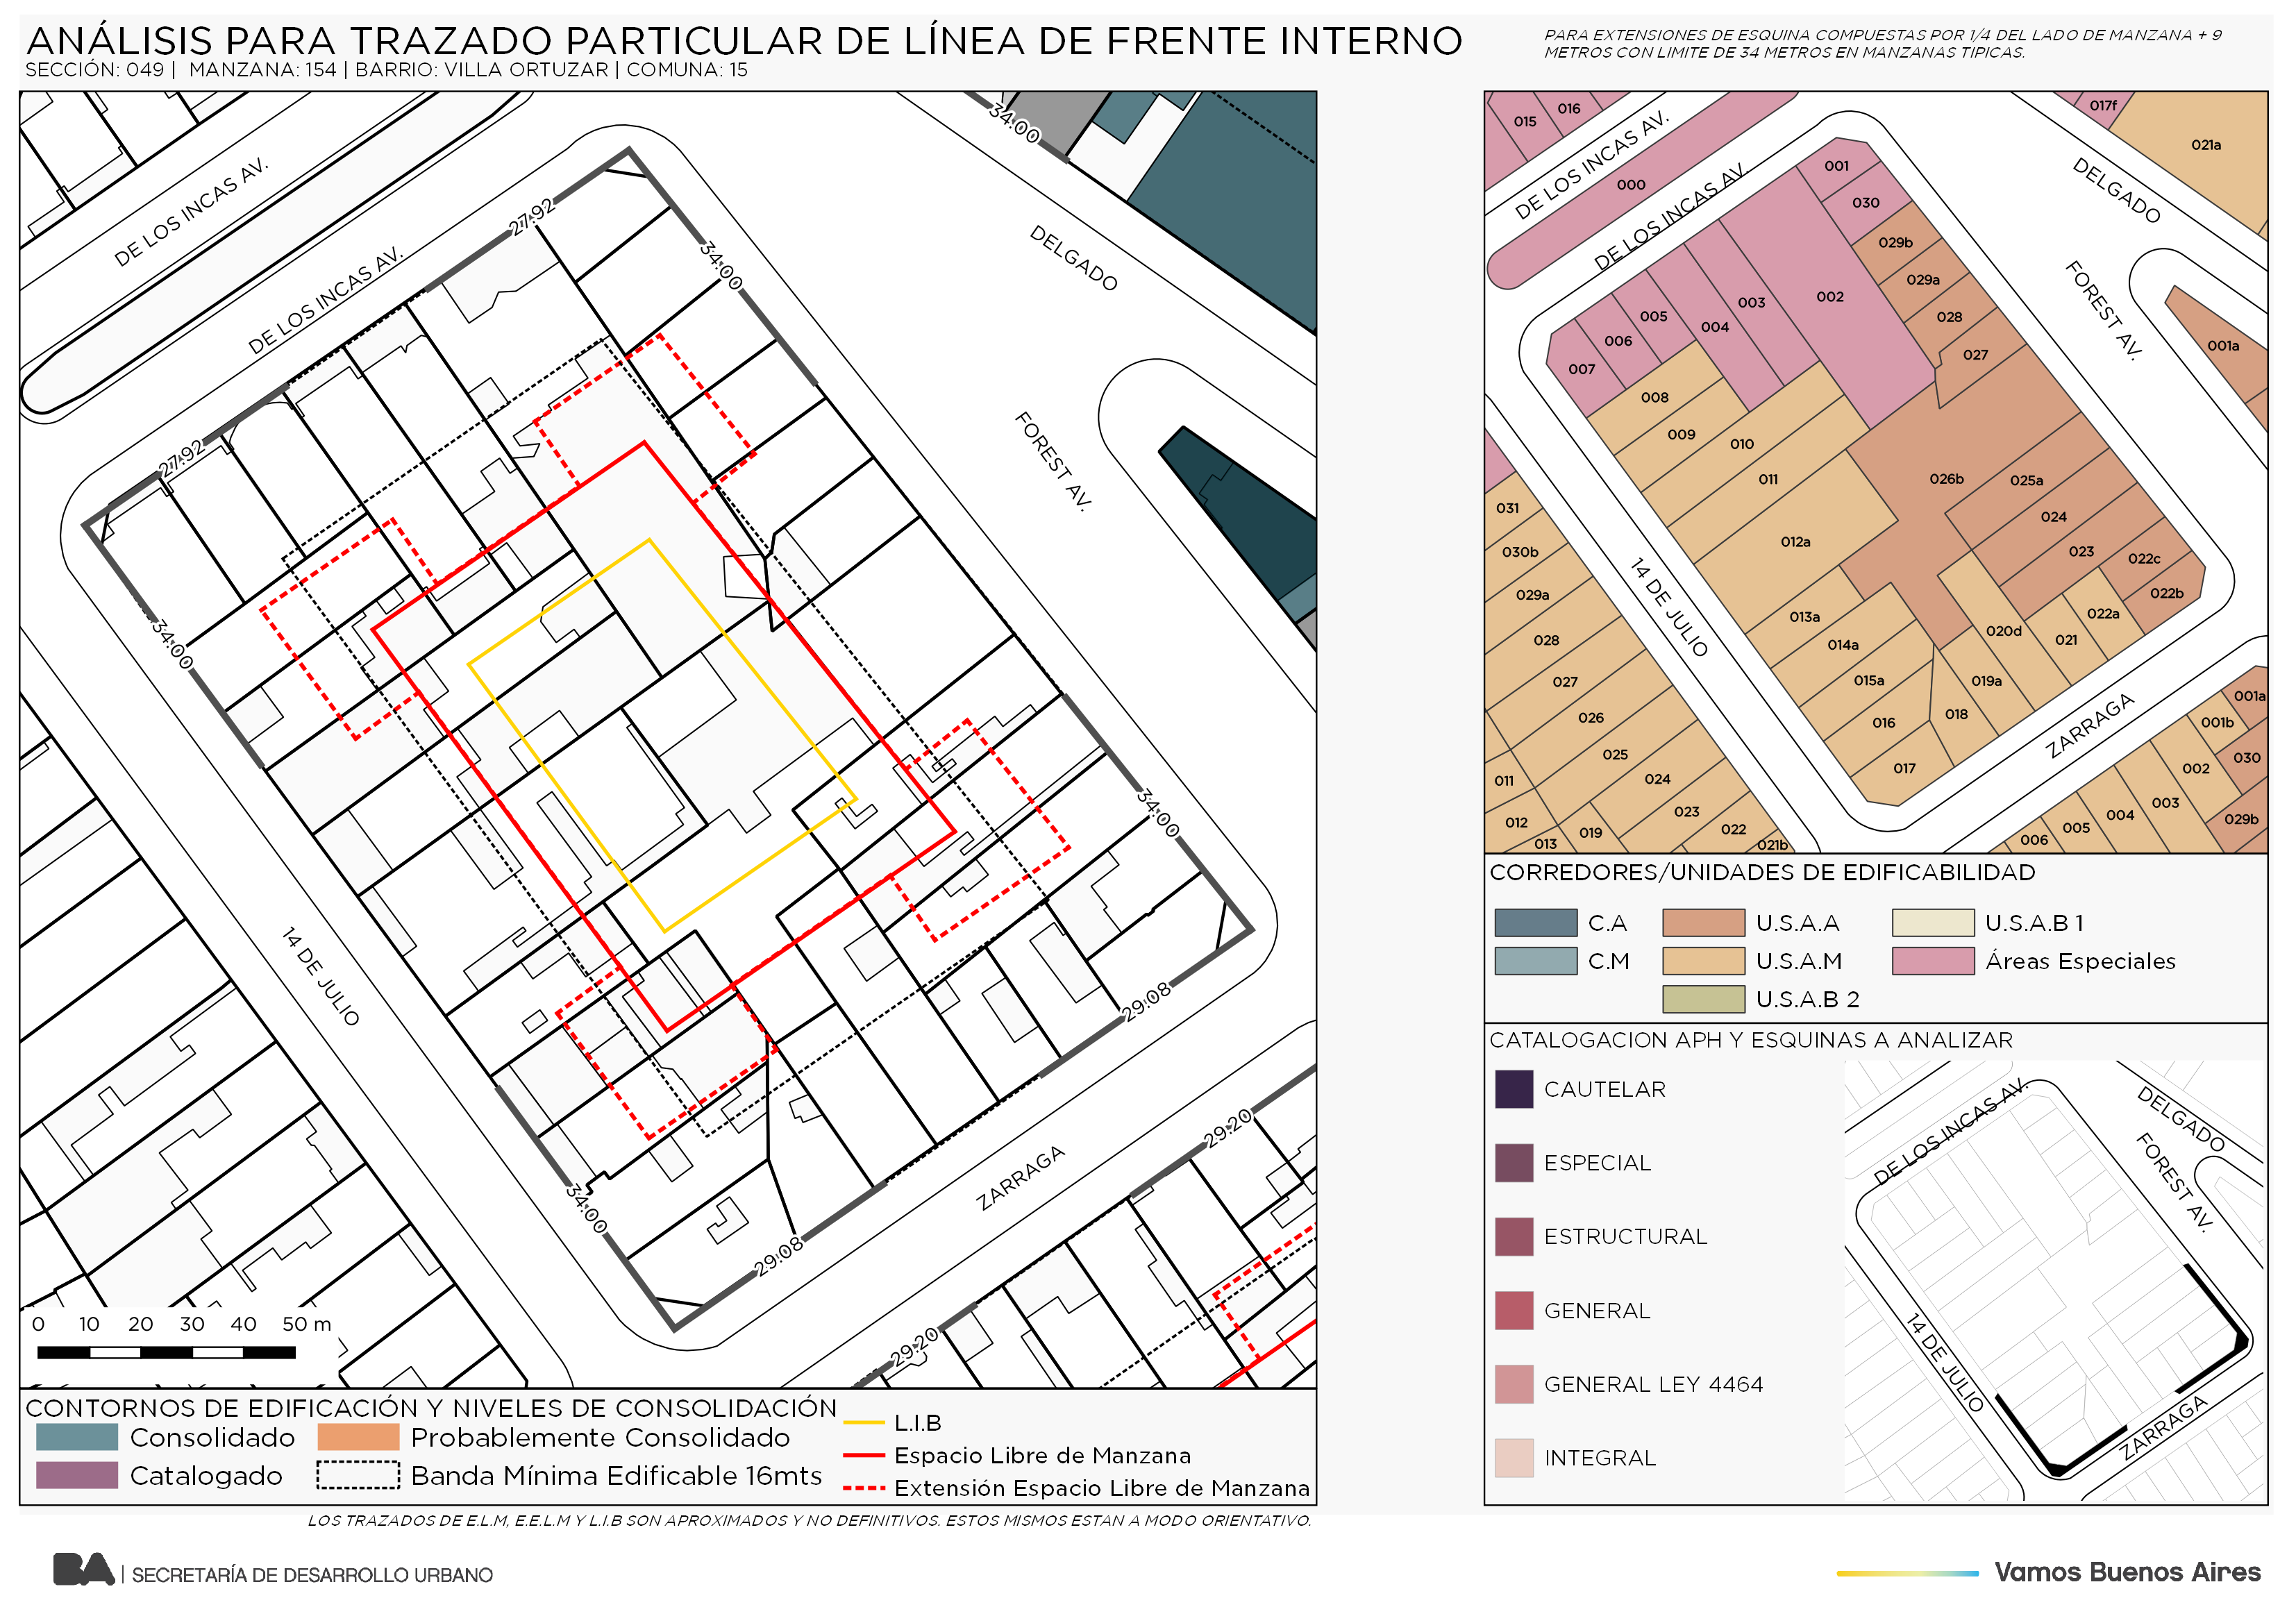 ANÁLISIS PARA TRAZADO PARTICULAR DE LÍNEA DE FRENTE INTERNO
SECCIÓN: 049 | MANZANA: 154 | BARRIO: VILLA ORTUZAR | COMUNA: 15
PARA EXTENSIONES DE ESQUINA COMPUESTAS POR 1/4 DEL LADO DE MANZANA + 9
METROS CON LIMITE DE 34 METROS EN MANZANAS TIPICAS.
34.00
DE LOS INCAS AV.
DE LOS INCAS AV.
27.92
34.00
DELGADO
FOREST AV.
27.92
34.00
34.00
14 DE JULIO
29.08
34.00
29.08
ZARRAGA
29.20
29.20
0 10 20 30 40 50 m
CONTORNOS DE EDIFICACIÓN Y NIVELES DE CONSOLIDACIÓN
Consolidado
Probablemente Consolidado
Catalogado
Banda Mínima Edificable 16mts
L.I.B
Espacio Libre de Manzana
Extensión Espacio Libre de Manzana
LOS TRAZADOS DE E.L.M, E.E.L.M Y L.I.B SON APROXIMADOS Y NO DEFINITIVOS. ESTOS MISMOS ESTAN A MODO ORIENTATIVO.
015
016
017f
021a
DE LOS INCAS AV.
000
DE LOS INCAS AV.
DELGADO
FOREST AV.
001
030
029b
029a
028
027
001a
002
003
004
005
006
007
008
009
010
011
012a
026b
025a
024
023
022c
022b
022a
021
020d
019a
018
013a
014a
015a
016
017
14 DE JULIO
ZARRAGA
031
030b
029a
028
027
026
025
024
023
022
021b
011
012
013
019
001a
001b
030
002
003
004
005
006
029b
CORREDORES/UNIDADES DE EDIFICABILIDAD
C.A
U.S.A.A
U.S.A.B 1
C.M
U.S.A.M
Áreas Especiales
U.S.A.B 2
CATALOGACION APH Y ESQUINAS A ANALIZAR
CAUTELAR
ESPECIAL
ESTRUCTURAL
GENERAL
GENERAL LEY 4464
INTEGRAL
DE LOS INCAS AV.
DELGADO
FOREST AV.
14 DE JULIO
ZARRAGA
BA | SECRETARÍA DE DESARROLLO URBANO
Vamos Buenos Aires